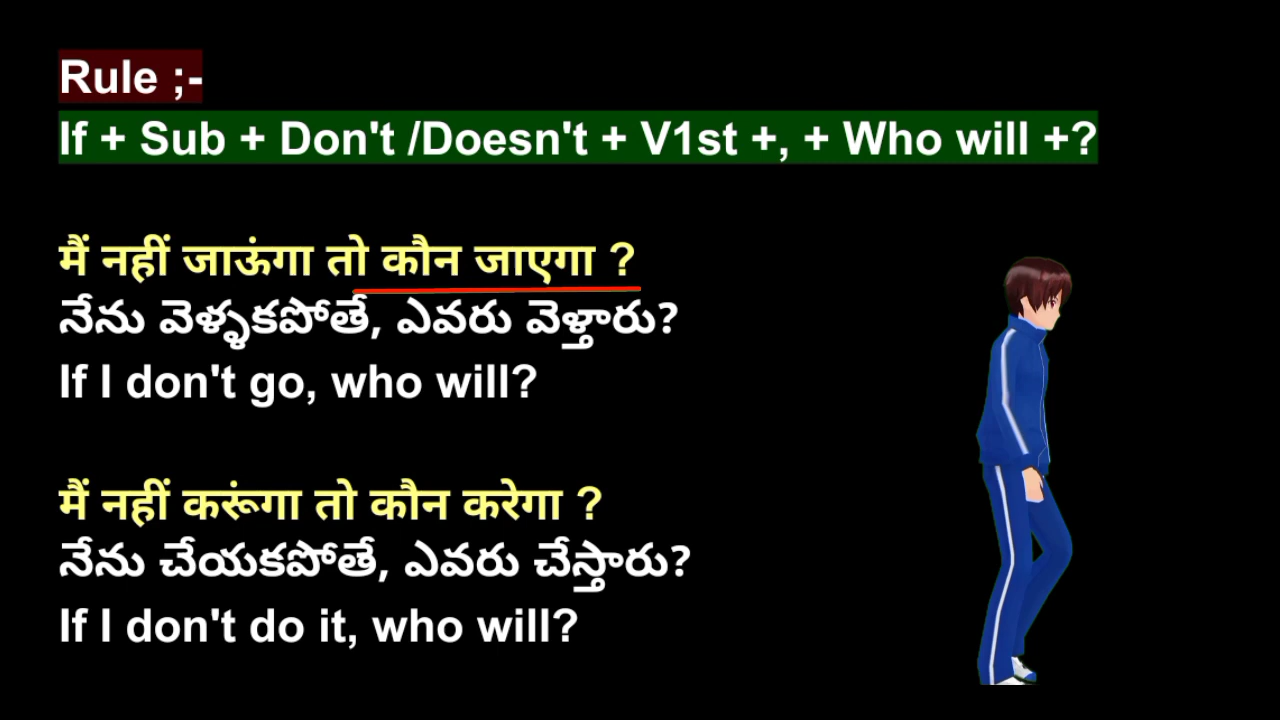 Rule ;-
If + Sub + Don't /Doesn't + V1st +, + Who will +?
मैं नहीं जाऊंगा तो कौन जाएगा ?
నేను వెళ్ళకపోతే, ఎవరు వెళ్తారు?
If I don't go, who will?
मैं नहीं करूंगा तो कौन करेगा ?
నేను చేయకపోతే, ఎవరు చేస్తారు?
If I don't do it, who will?